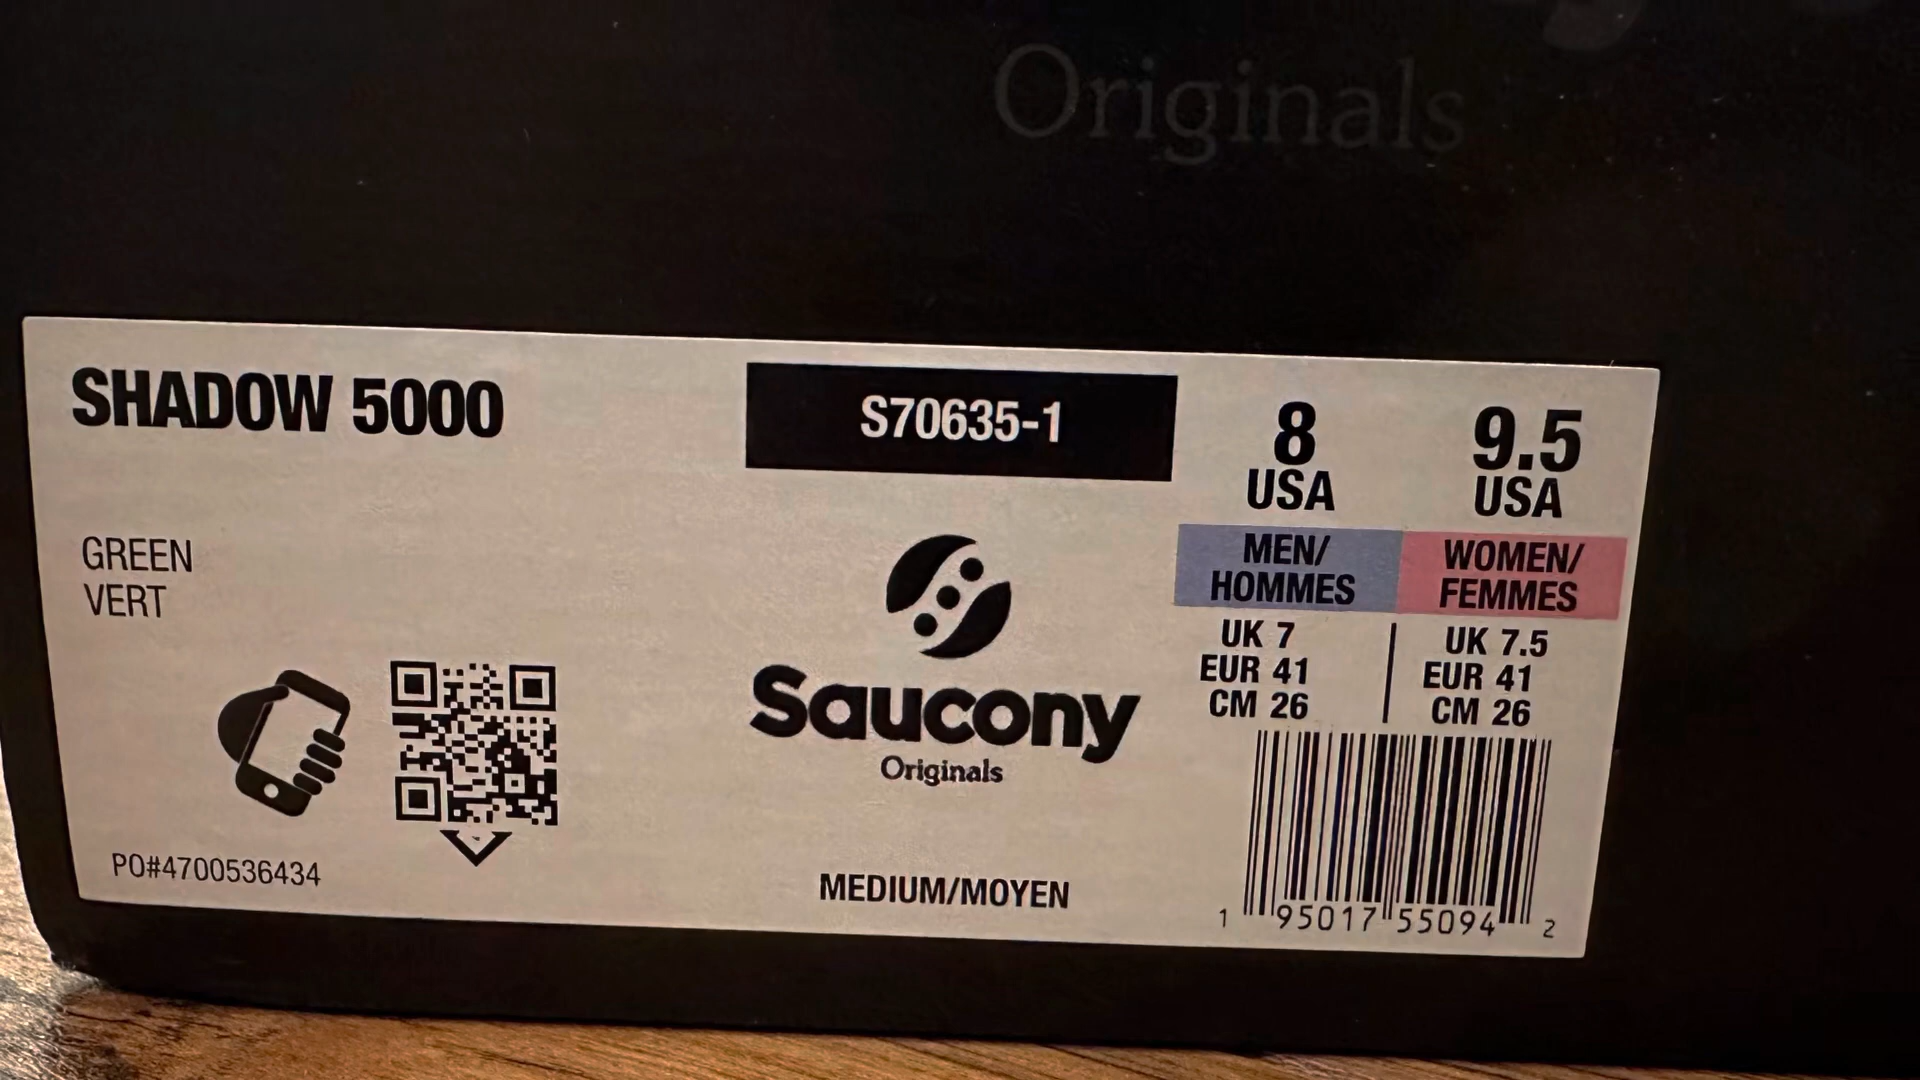 Originals
SHADOW 5000
S70635-1
8
USA
9.5
USA
MEN/
HOMMES
WOMEN/
FEMMES
GREEN
VERT
UK 7
EUR 41
CM 26
UK 7.5
EUR 41
CM 26
Saucony
Originals
PO#4700536434
MEDIUM/MOYEN
1 95017 55094 2